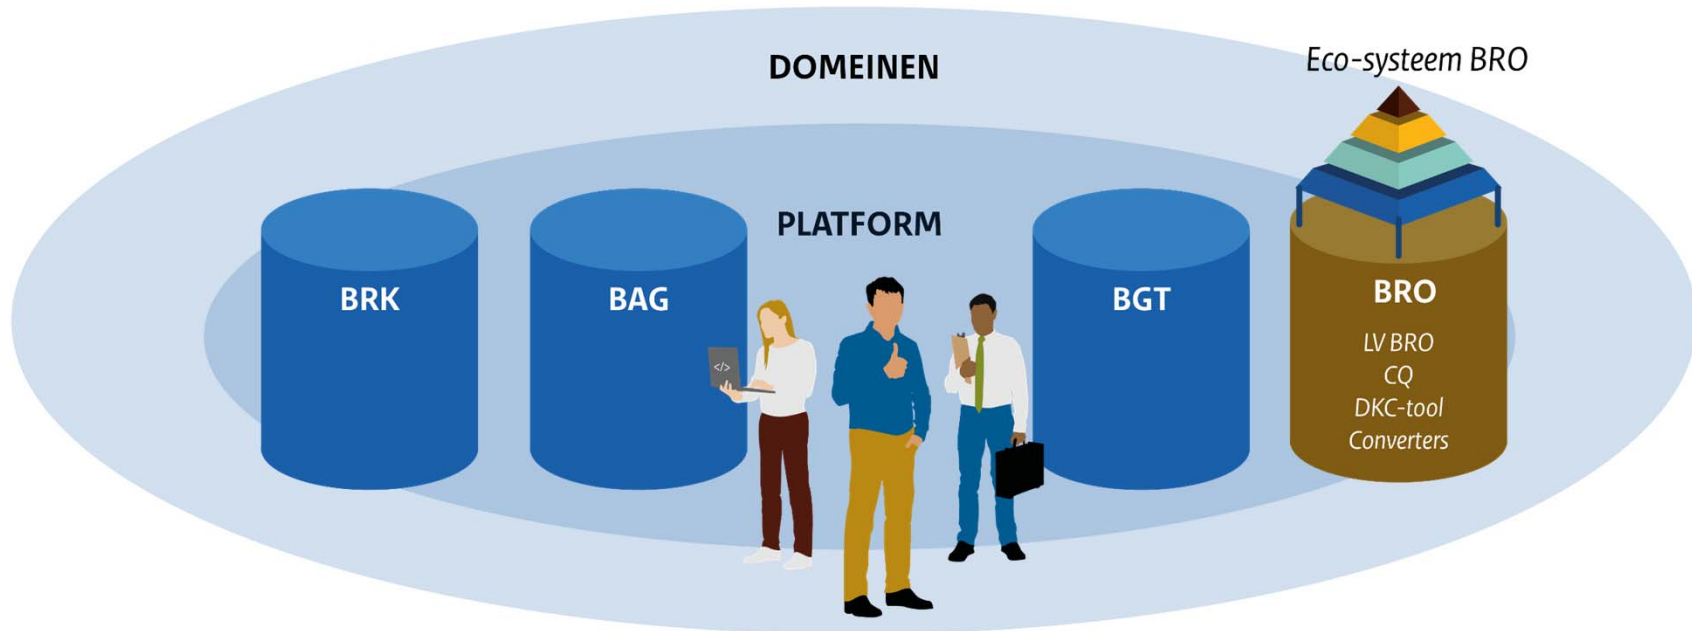 DOMEINEN
Eco-systeem BRO
PLATFORM
BRK
BAG
BGT
BRO
LV BRO
CQ
DKC-tool
Converters
</>